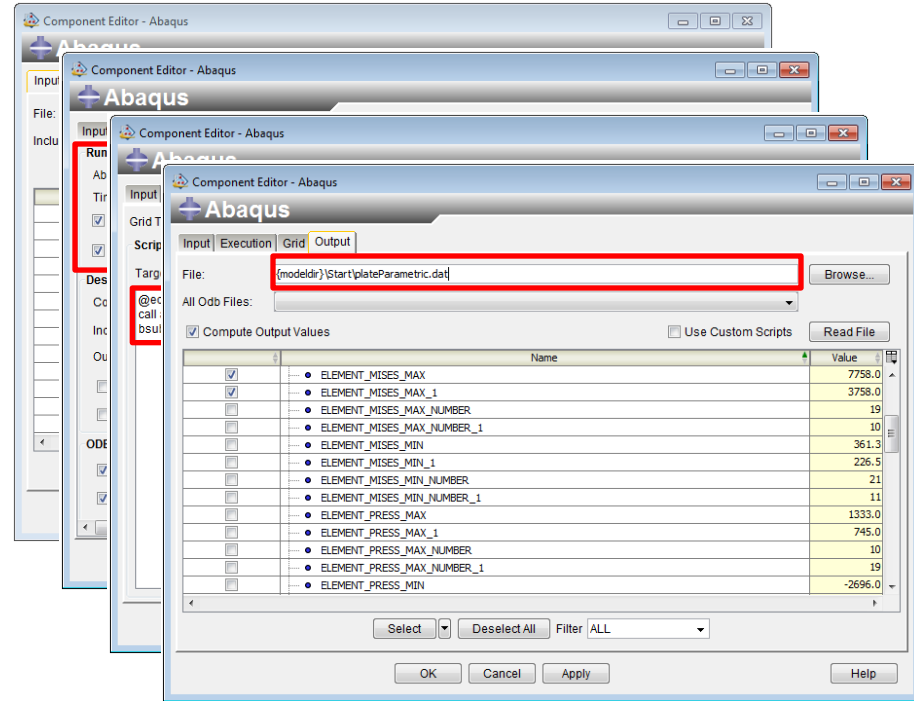 Component Editor - Abaqus
Abaqus
Input
File:
Inclu
Component Editor - Abaqus
Abaqus
Input
Run
Ab
Tir
Des
Co
Inc
Ou
ODB
Component Editor - Abaqus
Abaqus
Input
Grid T
Scrip
Targ
@ec
call
bsul
Component Editor - Abaqus
Abaqus
Input Execution Grid Output
File: {modeldir}\Start\plateParametric.dat Browse...
All Odb Files:
Compute Output Values Use Custom Scripts Read File
Name Value
ELEMENT_MISES_MAX 7758.0
ELEMENT_MISES_MAX_1 3758.0
ELEMENT_MISES_MAX_NUMBER 19
ELEMENT_MISES_MAX_NUMBER_1 10
ELEMENT_MISES_MIN 361.3
ELEMENT_MISES_MIN_1 226.5
ELEMENT_MISES_MIN_NUMBER 21
ELEMENT_MISES_MIN_NUMBER_1 11
ELEMENT_PRESS_MAX 1333.0
ELEMENT_PRESS_MAX_1 745.0
ELEMENT_PRESS_MAX_NUMBER 10
ELEMENT_PRESS_MAX_NUMBER_1 19
ELEMENT_PRESS_MIN -2696.0
Select Deselect All Filter ALL
OK Cancel Apply Help